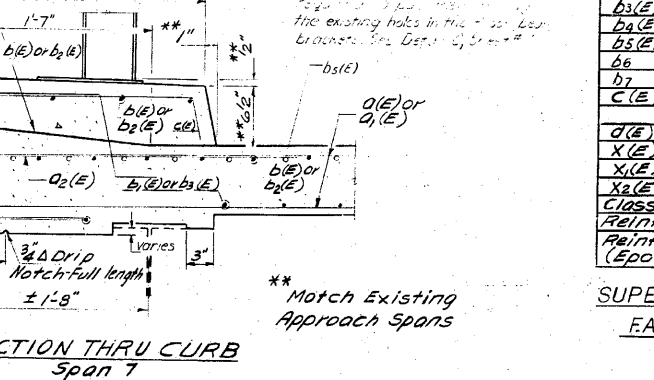 1'-7"
**1"
**½"
the existing holes in the
brackets. See Detail C, Sheet #
b(E) or b2(E)
b5(E)
**6½"
b(E) or
b2(E)
c(E)
a(E) or
a1(E)
a2(E)
b1(E) or b3(E)
b(E) or
b2(E)
varies
3"
¾" Δ Drip
Notch-Full length
± 1'-8"
**
Match Existing
Approach Spans
CTION THRU CURB
Span 7
b3(E
b4(E
b5(E
b6
b7
c(E)
d(E)
x(E)
x1(E)
x2(E)
Class
Rein
Rein
(Epo
SUPE
F.A